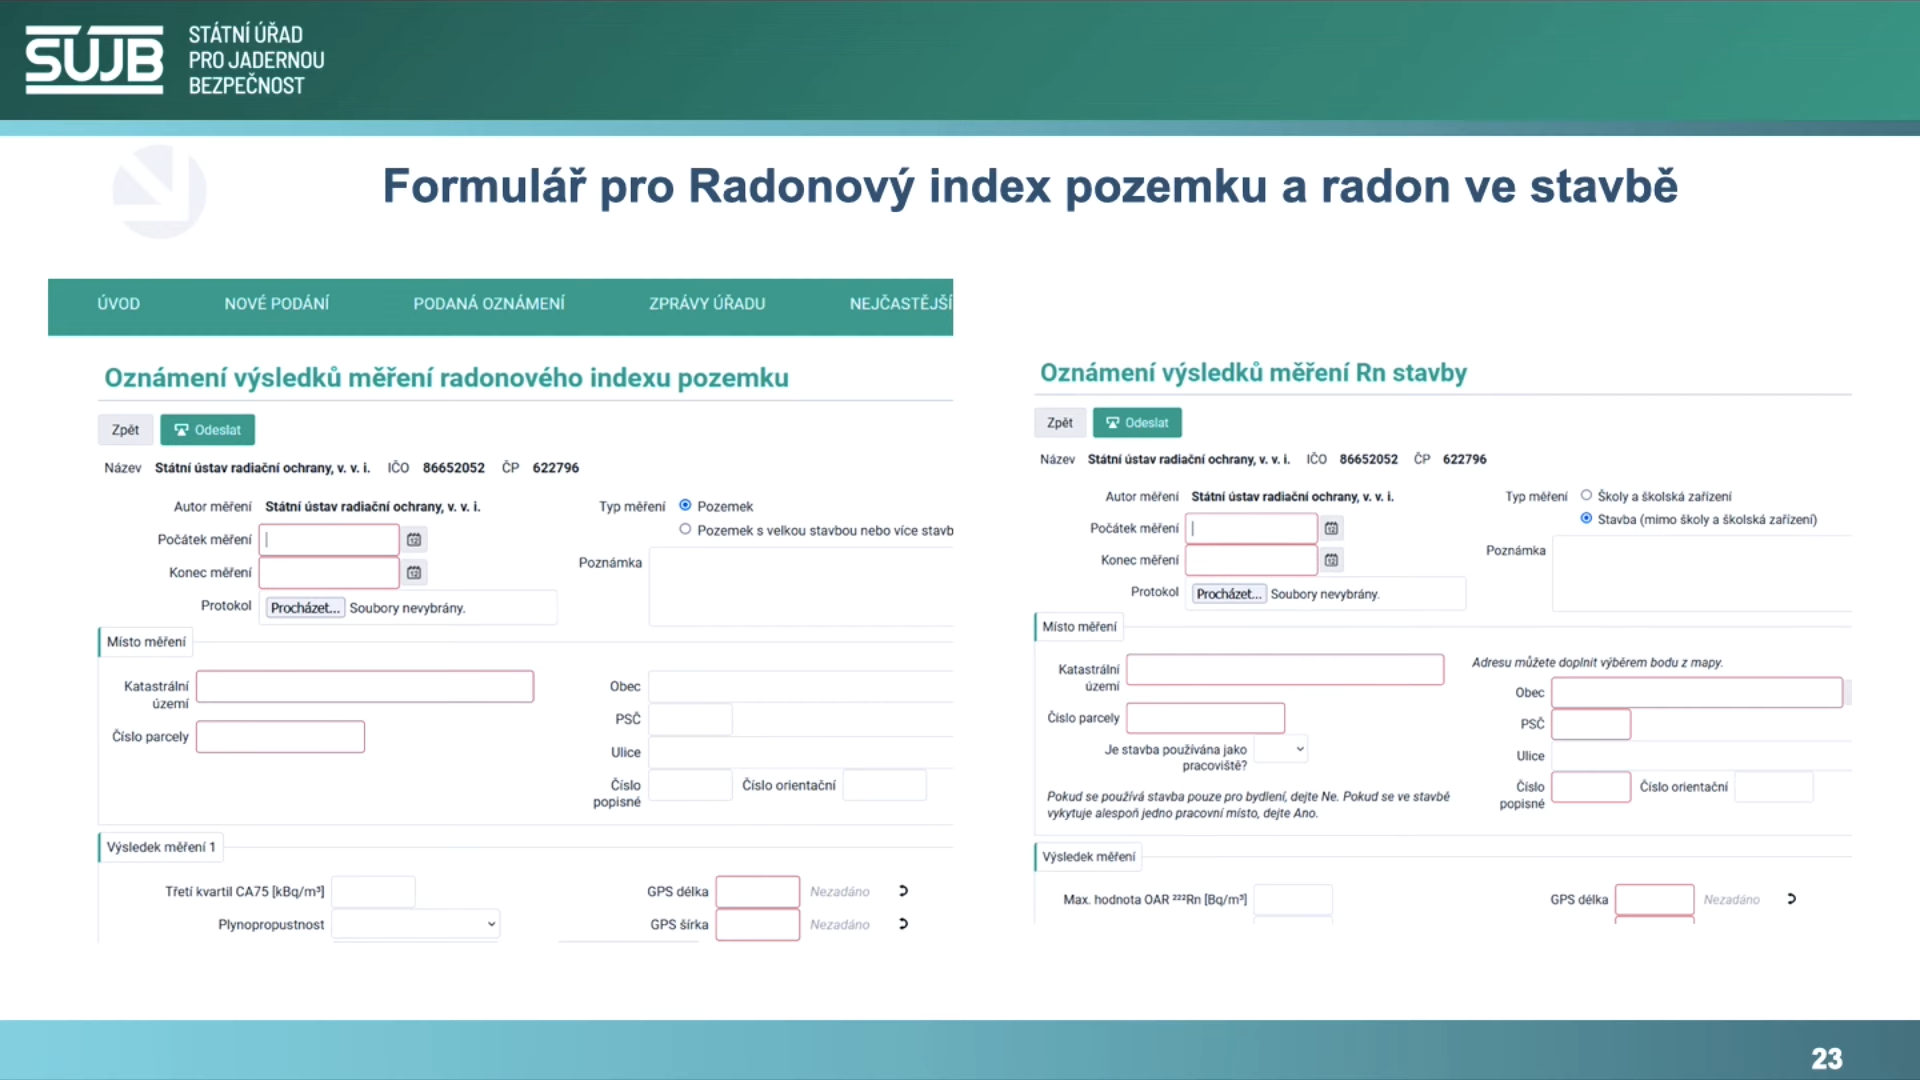 SÚJB
STÁTNÍ ÚŘAD
PRO JADERNOU
BEZPEČNOST
Formulář pro Radonový index pozemku a radon ve stavbě
ÚVOD NOVÉ PODÁNÍ PODANÁ OZNÁMENÍ ZPRÁVY ÚŘADU NEJČASTĚJŠÍ
Oznámení výsledků měření radonového indexu pozemku
Zpět Odeslat
Název Státní ústav radiační ochrany, v. v. i. IČO 86652052 ČP 622796
Autor měření Státní ústav radiační ochrany, v. v. i. Typ měření Pozemek
Pozemek s velkou stavbou nebo více stavb
Počátek měření
Poznámka
Konec měření
Protokol Procházet... Soubory nevybrány.
Místo měření
Katastrální
území
Obec
PSČ
Číslo parcely
Ulice
Číslo
popisné
Číslo orientační
Výsledek měření 1
Třetí kvartil CA75 [kBq/m³] GPS délka Nezadáno
Plynopropustnost GPS šírka Nezadáno
Oznámení výsledků měření Rn stavby
Zpět Odeslat
Název Státní ústav radiační ochrany, v. v. i. IČO 86652052 ČP 622796
Autor měření Státní ústav radiační ochrany, v. v. i. Typ měření Školy a školská zařízení
Stavba (mimo školy a školská zařízení)
Počátek měření
Poznámka
Konec měření
Protokol Procházet... Soubory nevybrány.
Místo měření
Katastrální
území
Adresu můžete doplnit výběrem bodu z mapy.
Obec
Číslo parcely
PSČ
Je stavba používána jako
pracoviště?
Ulice
Číslo
popisné
Číslo orientační
Pokud se používá stavba pouze pro bydlení, dejte Ne. Pokud se ve stavbě
vykytuje alespoň jedno pracovní místo, dejte Ano.
Výsledek měření
Max. hodnota OAR ²²²Rn [Bq/m³] GPS délka Nezadáno
23